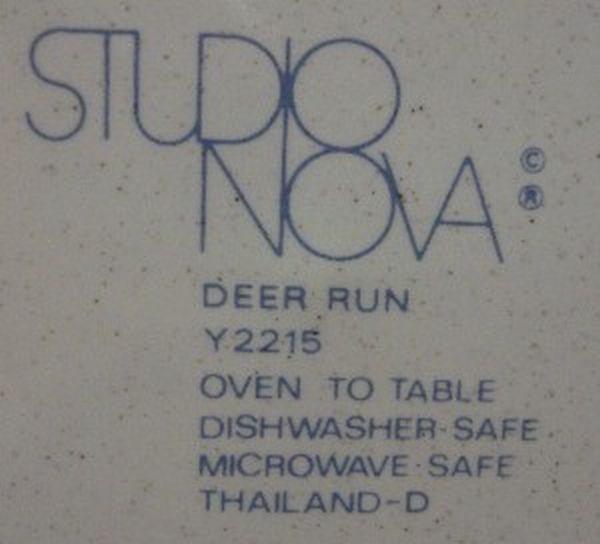 STUDIO
NOVA © ®
DEER RUN
Y2215
OVEN TO TABLE
DISHWASHER·SAFE
MICROWAVE·SAFE
THAILAND-D